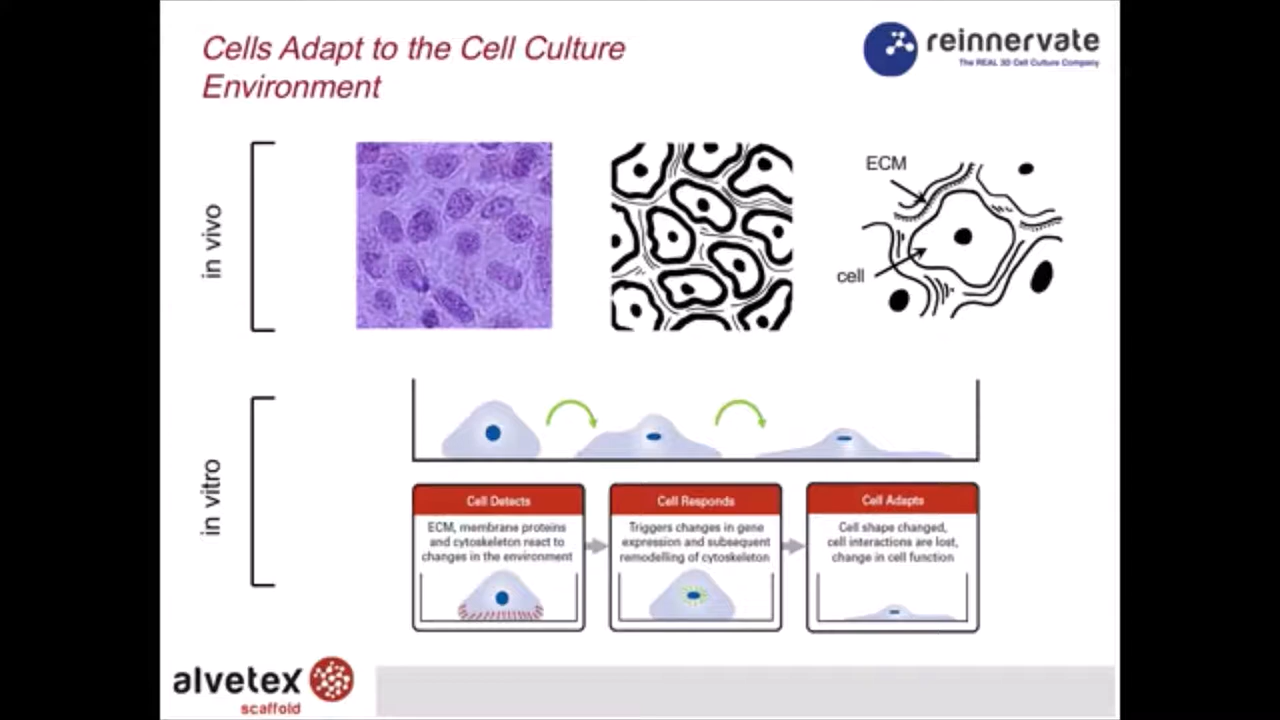 Cells Adapt to the Cell Culture
Environment
reinnervate
The REAL 3D Cell Culture Company
in vivo
ECM
cell
in vitro
Cell Detects
ECM, membrane proteins
and cytoskeleton react to
changes in the environment
Cell Responds
Triggers changes in gene
expression and subsequent
remodelling of cytoskeleton
Cell Adapts
Cell shape changed,
cell interactions are lost,
change in cell function
alvetex
scaffold